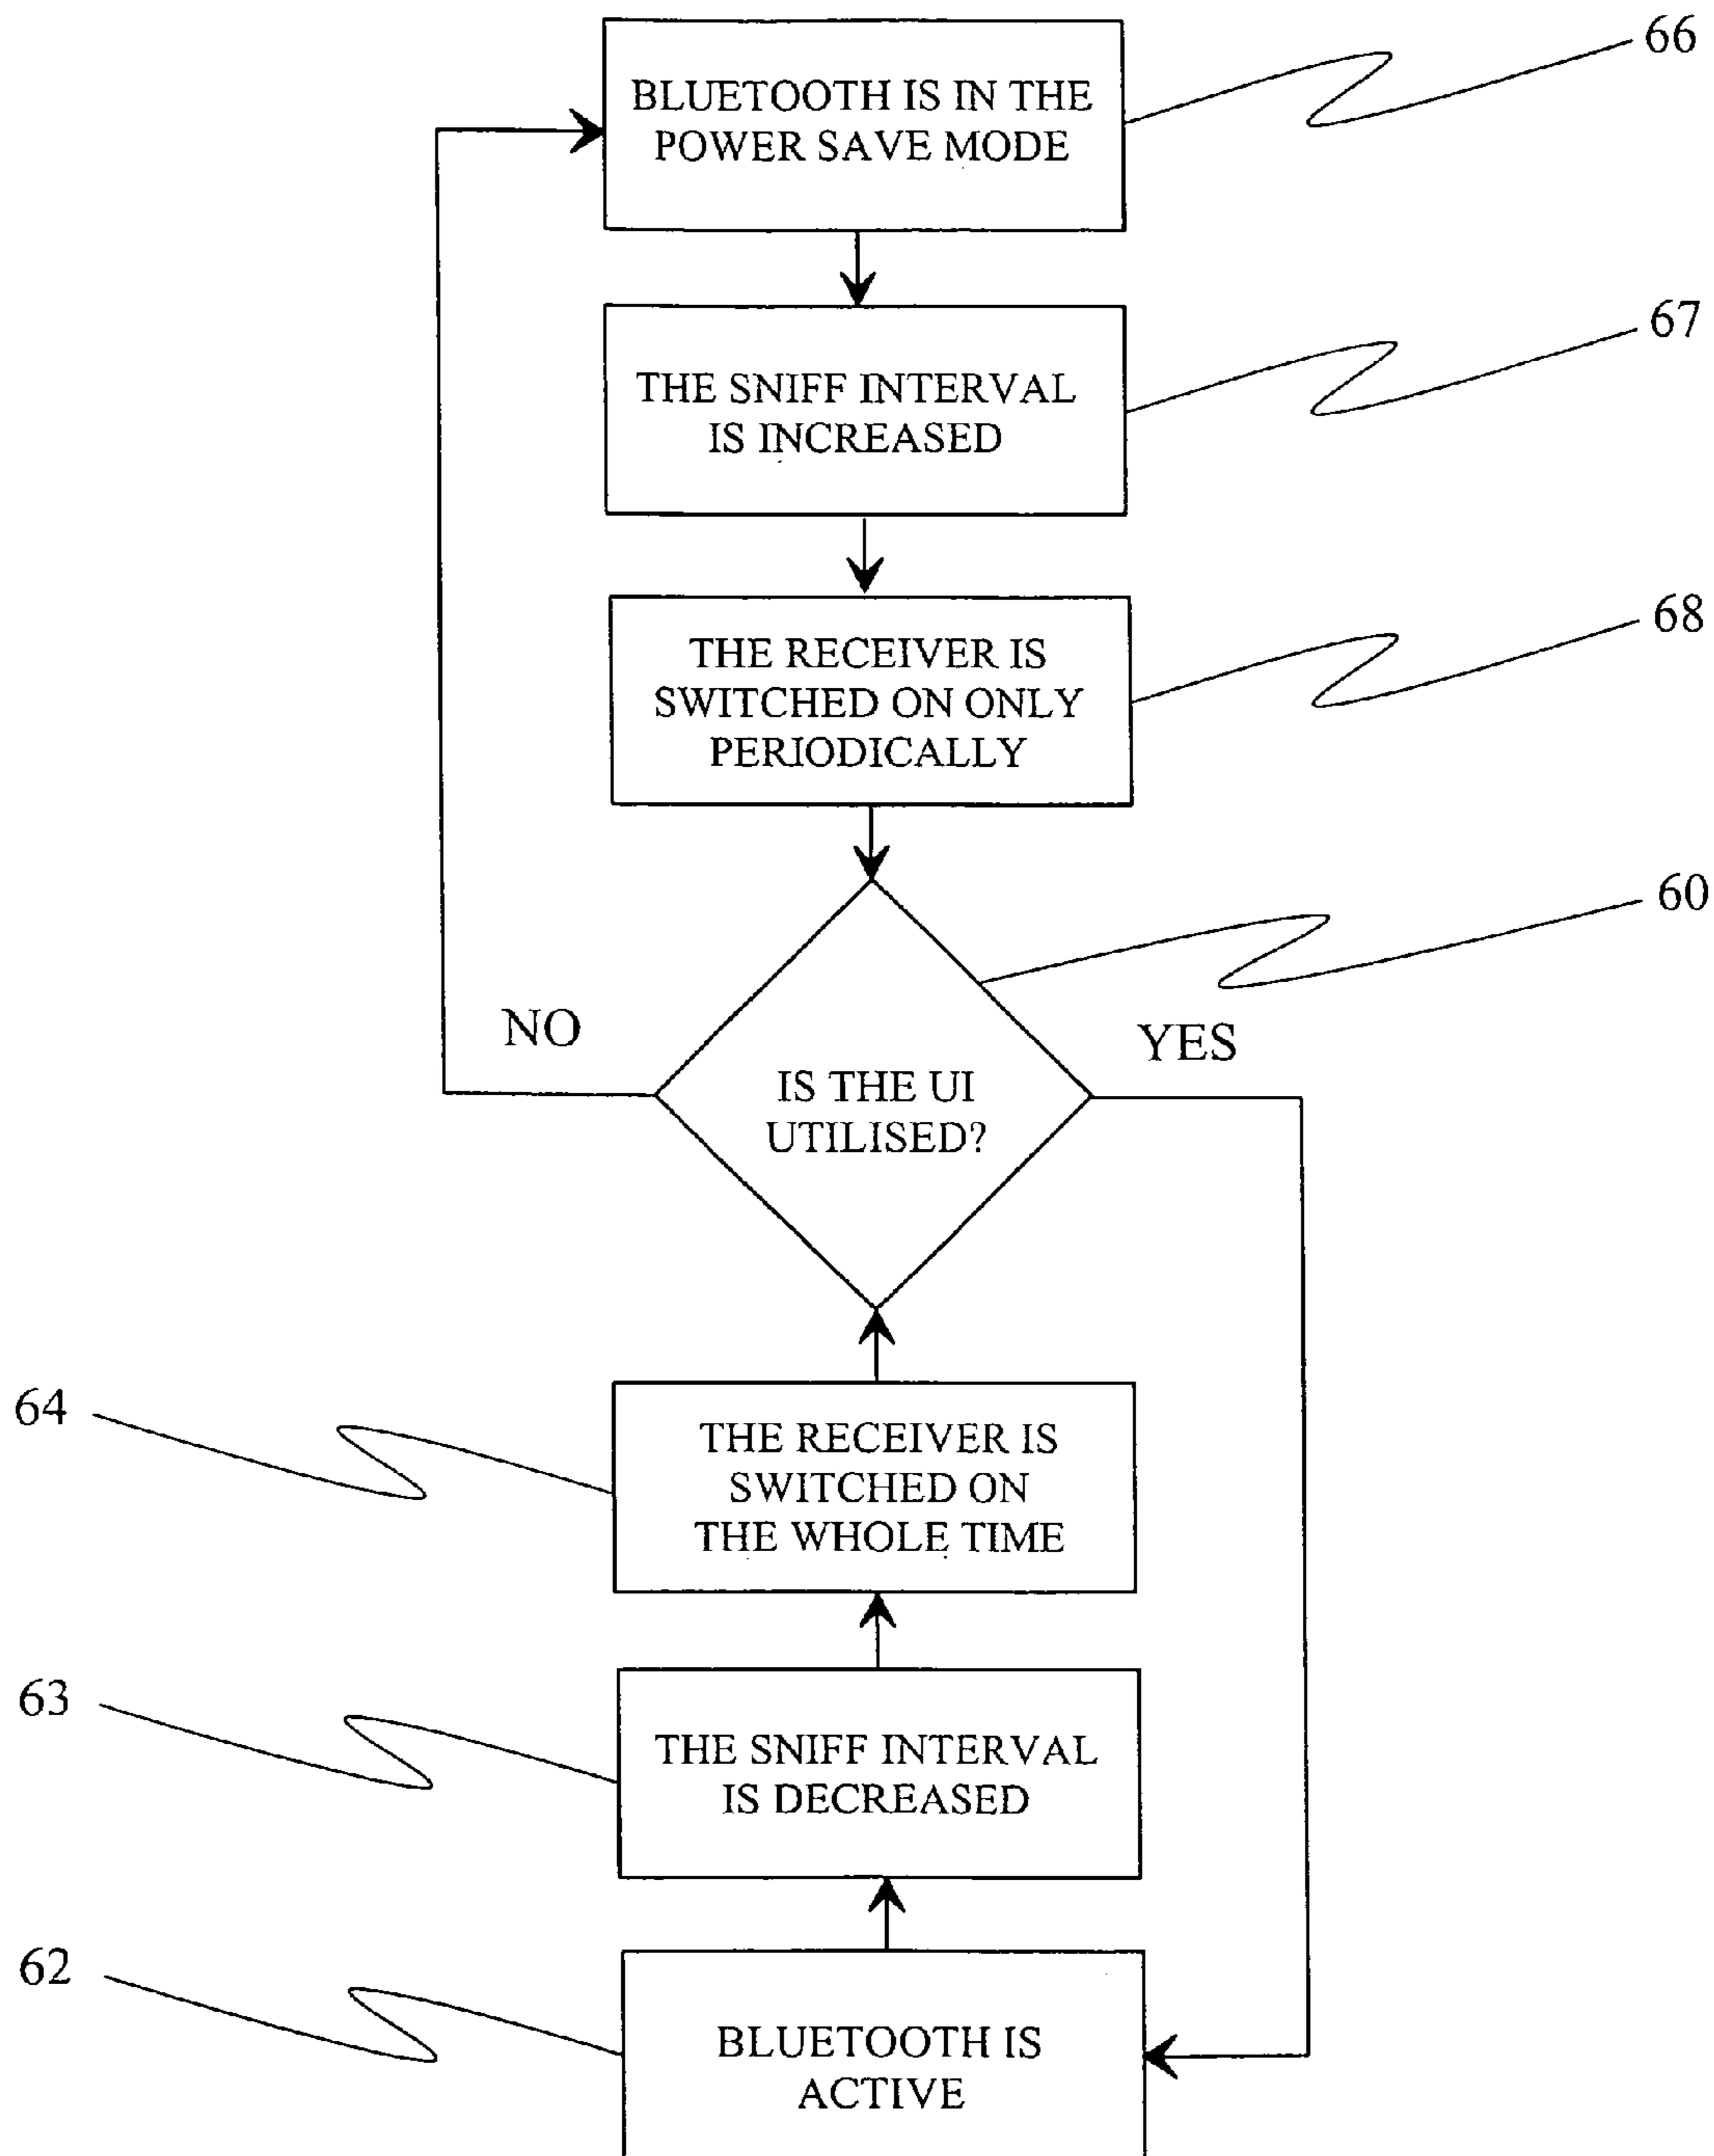 66
BLUETOOTH IS IN THE
POWER SAVE MODE
67
THE SNIFF INTERVAL
IS INCREASED
68
THE RECEIVER IS
SWITCHED ON ONLY
PERIODICALLY
60
NO
YES
IS THE UI
UTILISED?
64
THE RECEIVER IS
SWITCHED ON
THE WHOLE TIME
63
THE SNIFF INTERVAL
IS DECREASED
62
BLUETOOTH IS
ACTIVE